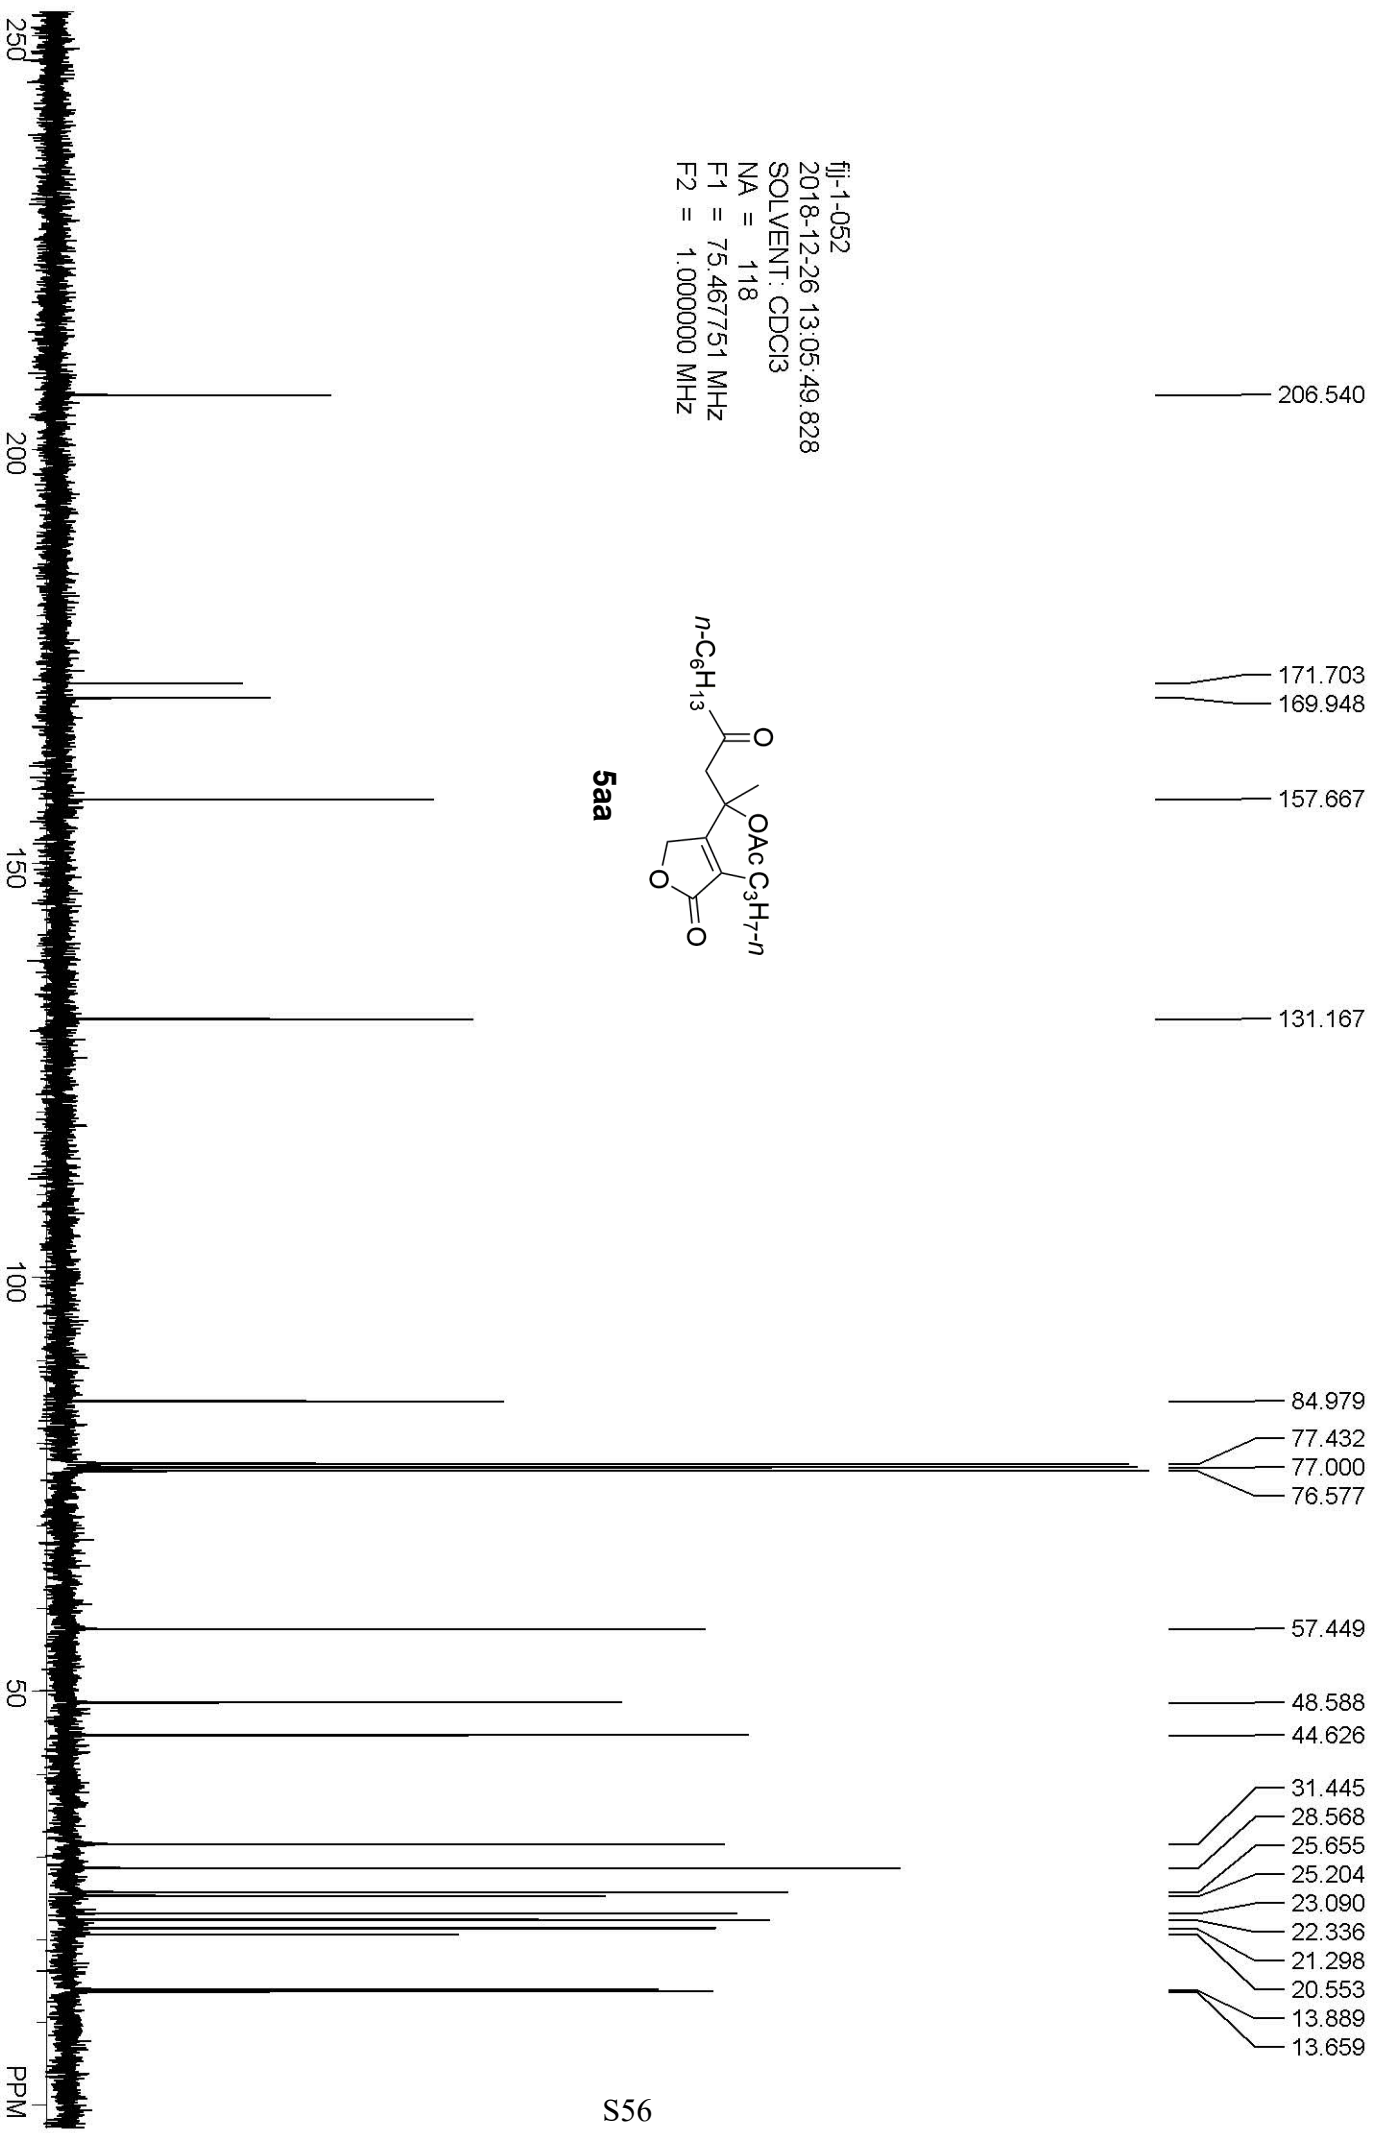 fjj-1-052
2018-12-26 13:05:49.828
SOLVENT: CDCl3
NA = 118
F1 = 75.467751 MHz
F2 = 1.000000 MHz
n-C6H13
O
OAc
C3H7-n
O
O
5aa
206.540
171.703
169.948
157.667
131.167
84.979
77.432
77.000
76.577
57.449
48.588
44.626
31.445
28.568
25.655
25.204
23.090
22.336
21.298
20.553
13.889
13.659
250
200
150
100
50
PPM
S56